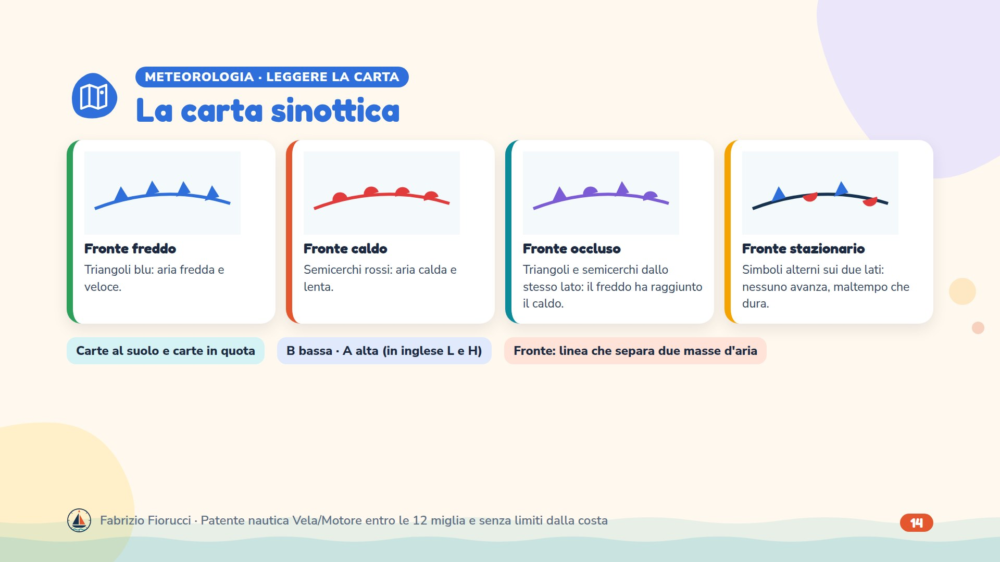 METEOROLOGIA · LEGGERE LA CARTA
La carta sinottica
Fronte freddo
Triangoli blu: aria fredda e
veloce.
Fronte caldo
Semicerchi rossi: aria calda e
lenta.
Fronte occluso
Triangoli e semicerchi dallo
stesso lato: il freddo ha raggiunto
il caldo.
Fronte stazionario
Simboli alterni sui due lati:
nessuno avanza, maltempo che
dura.
Carte al suolo e carte in quota
B bassa · A alta (in inglese L e H)
Fronte: linea che separa due masse d'aria
Fabrizio Fiorucci · Patente nautica Vela/Motore entro le 12 miglia e senza limiti dalla costa
14